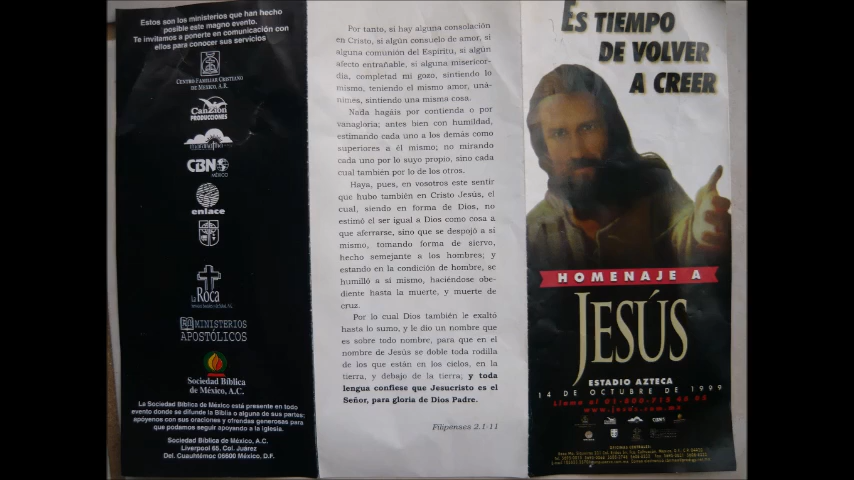 Estos son los ministerios que han hecho
posible este magno evento.
Te invitamos a ponerte en comunicación con
ellos para conocer sus servicios
CENTRO FAMILIAR CRISTIANO
DE MÉXICO, A.R.
CanZion
PRODUCCIONES
CBN
MÉXICO
enlace
La Roca
MINISTERIOS
APOSTÓLICOS
Sociedad Bíblica
de México, A.C.
La Sociedad Bíblica de México está presente en todo
evento donde se difunde la Biblia o alguna de sus partes;
apóyenos con sus oraciones y ofrendas generosas para
que podamos seguir apoyando a la iglesia.
Sociedad Bíblica de México, A.C.
Liverpool 65, Col. Juárez
Del. Cuauhtémoc 06600 México, D.F.
Por tanto, si hay alguna consolación
en Cristo, si algún consuelo de amor, si
alguna comunión del Espíritu, si algún
afecto entrañable, si alguna misericor-
dia, completad mi gozo, sintiendo lo
mismo, teniendo el mismo amor, uná-
nimes, sintiendo una misma cosa.
Nada hagáis por contienda o por
vanagloria; antes bien con humildad,
estimando cada uno a los demás como
superiores a él mismo; no mirando
cada uno por lo suyo propio, sino cada
cual también por lo de los otros.
Haya, pues, en vosotros este sentir
que hubo también en Cristo Jesús, el
cual, siendo en forma de Dios, no
estimó el ser igual a Dios como cosa a
que aferrarse, sino que se despojó a sí
mismo, tomando forma de siervo,
hecho semejante a los hombres; y
estando en la condición de hombre, se
humilló a sí mismo, haciéndose obe-
diente hasta la muerte, y muerte de
cruz.
Por lo cual Dios también le exaltó
hasta lo sumo, y le dio un nombre que
es sobre todo nombre, para que en el
nombre de Jesús se doble toda rodilla
de los que están en los cielos, en la
tierra, y debajo de la tierra; y toda
lengua confiese que Jesucristo es el
Señor, para gloria de Dios Padre.
Filipenses 2.1-11
ES TIEMPO
DE VOLVER
A CREER
HOMENAJE A
JESÚS
ESTADIO AZTECA
14 DE OCTUBRE DE 1999
www.jesús.com.mx
OFICINAS CENTRALES: